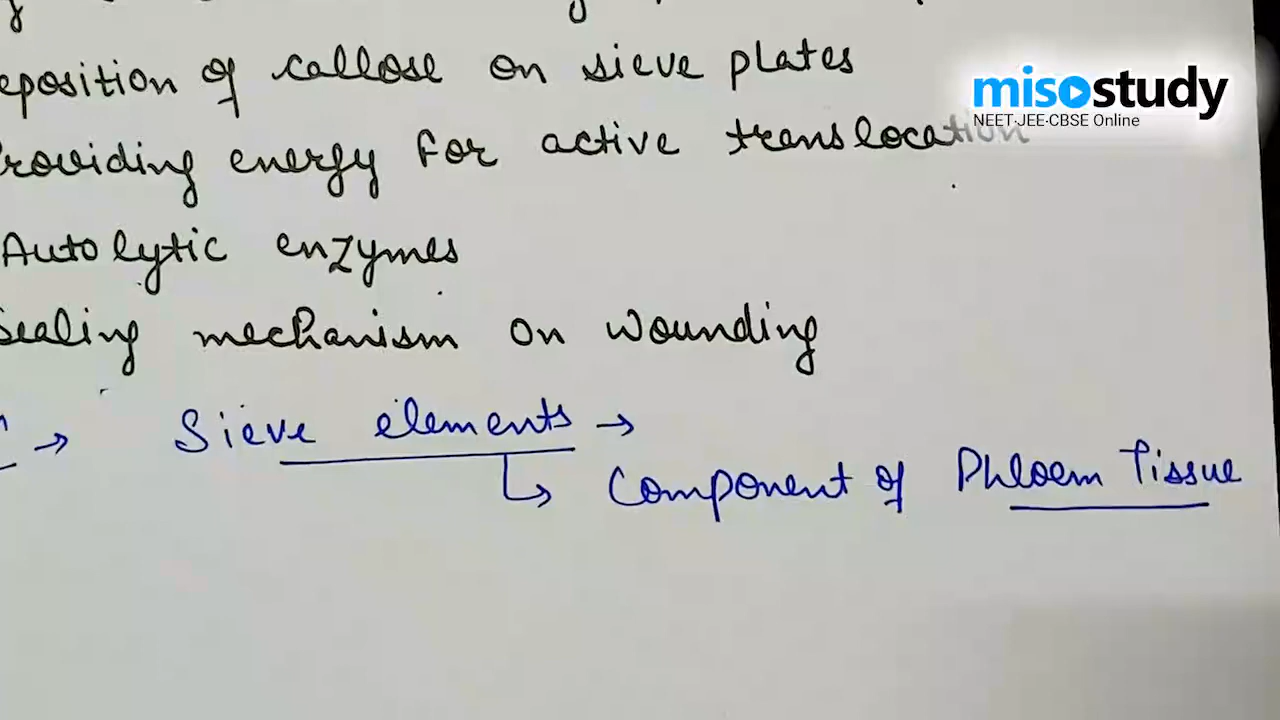 eposition of callose on sieve plates
roviding energy for active translocation
Autolytic enzymes
Sealing mechanism on wounding
→ Sieve elements →
↳ Component of Phloem Tissue
misostudy
NEET-JEE-CBSE Online